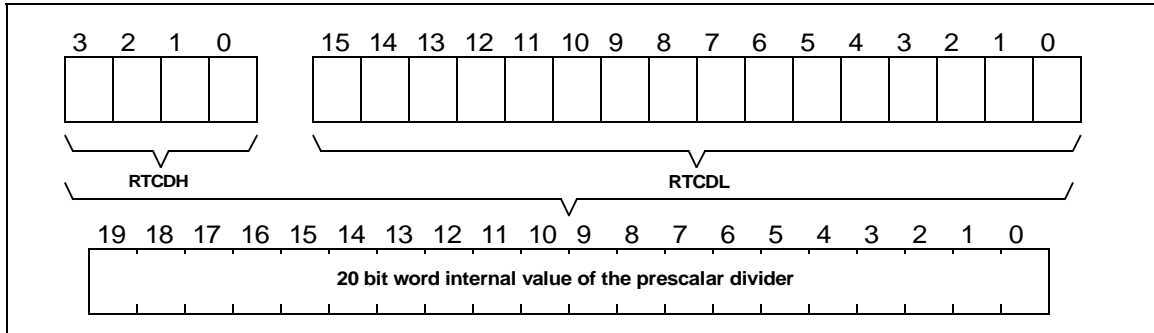 3 2 1 0 15 14 13 12 11 10 9 8 7 6 5 4 3 2 1 0
RTCDH RTCDL
19 18 17 16 15 14 13 12 11 10 9 8 7 6 5 4 3 2 1 0
20 bit word internal value of the prescalar divider